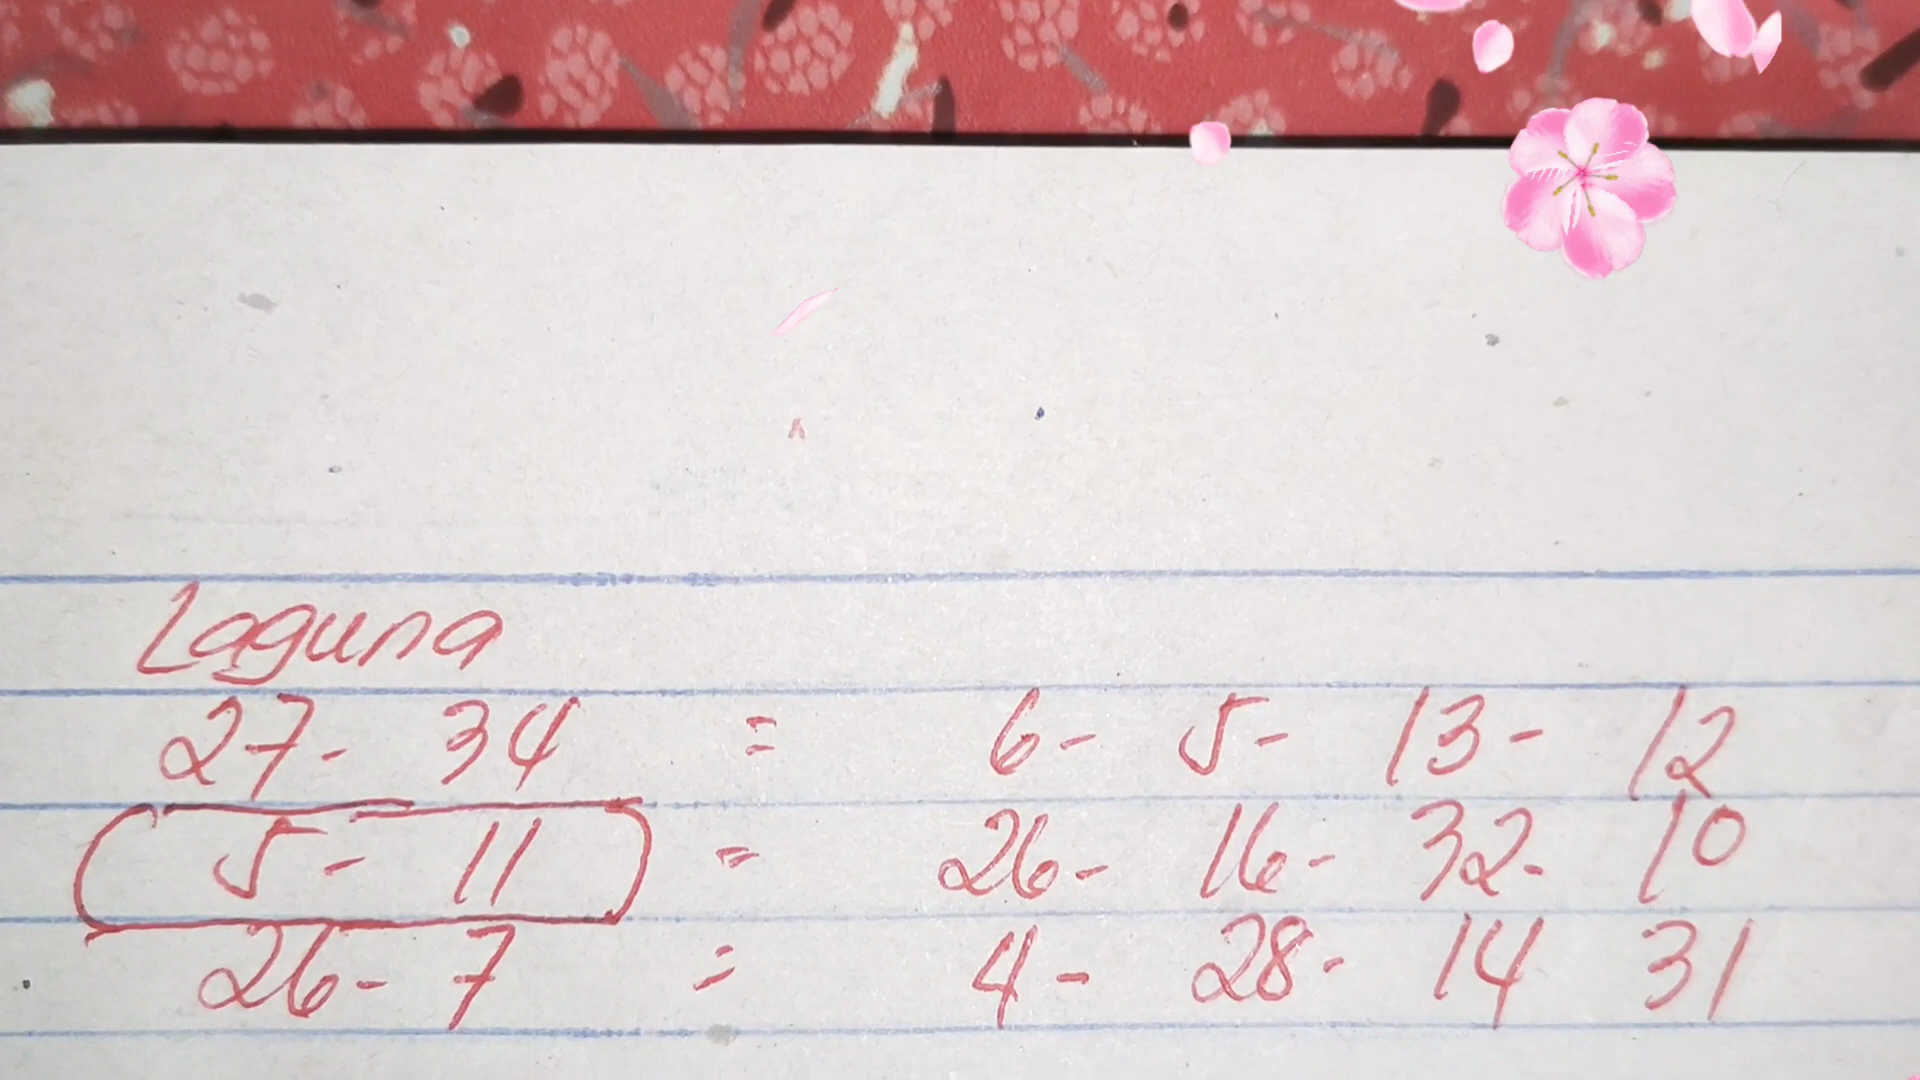 Laguna
27- 34 = 6- 5- 13- 12
5- 11 = 26- 16- 32- 10
26- 7 = 4- 28- 14 31